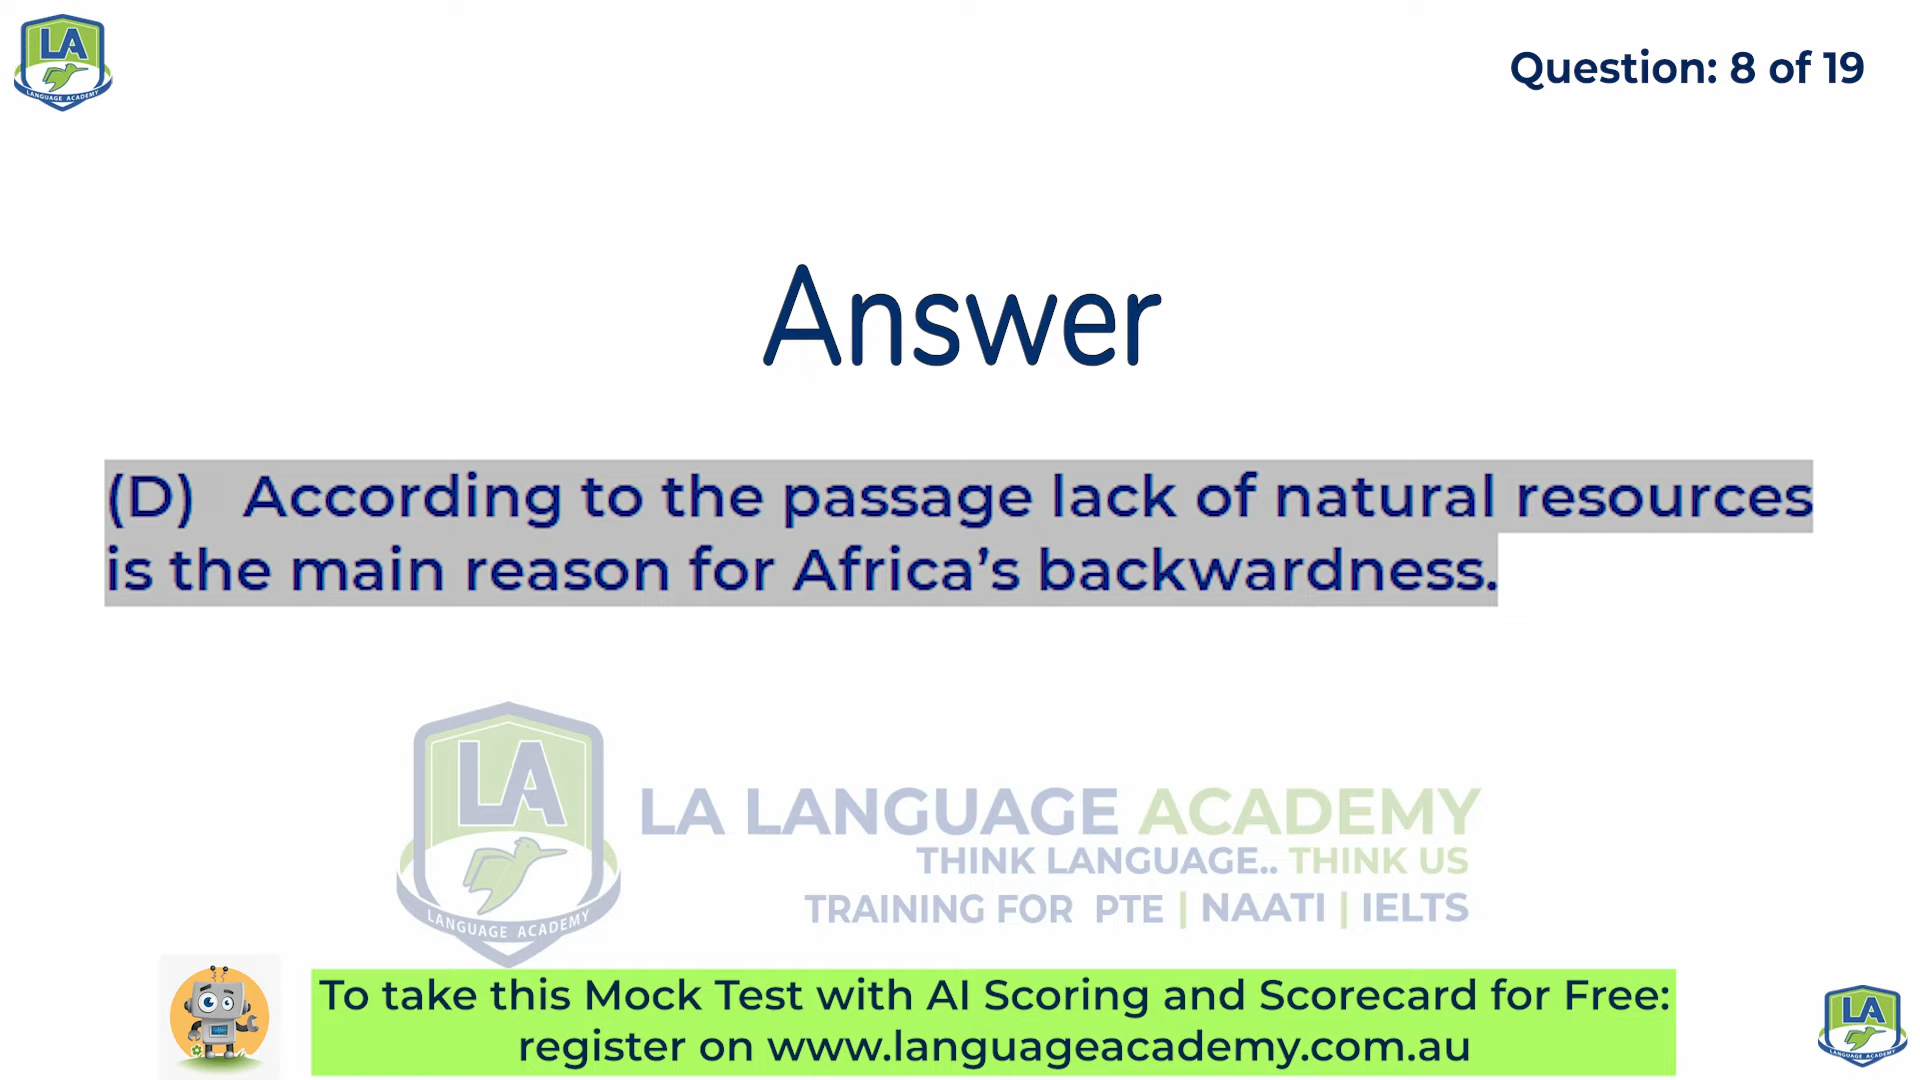 LA
LANGUAGE ACADEMY
Question: 8 of 19
Answer
(D) According to the passage lack of natural resources
is the main reason for Africa’s backwardness.
LA
LANGUAGE ACADEMY
LA LANGUAGE ACADEMY
THINK LANGUAGE.. THINK US
TRAINING FOR PTE | NAATI | IELTS
To take this Mock Test with AI Scoring and Scorecard for Free:
register on www.languageacademy.com.au
LA
LANGUAGE ACADEMY